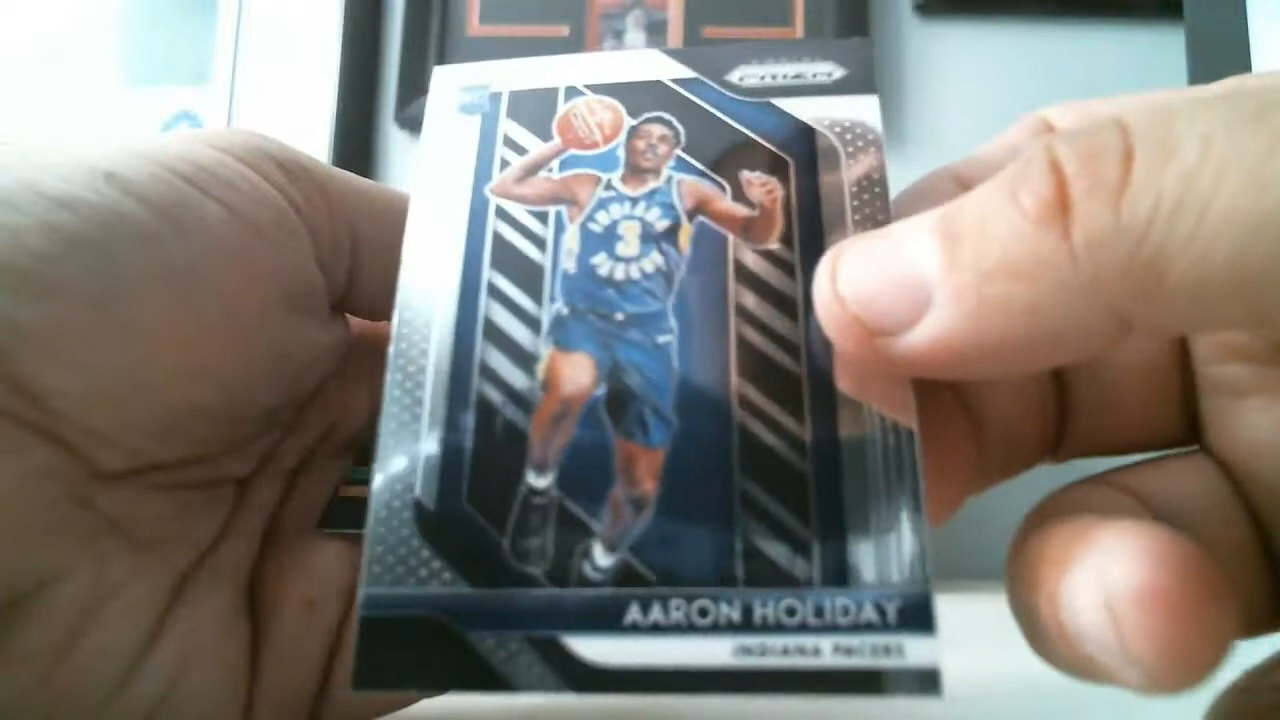 PRIZM
INDIANA
3
PACERS
AARON HOLIDAY
INDIANA PACERS